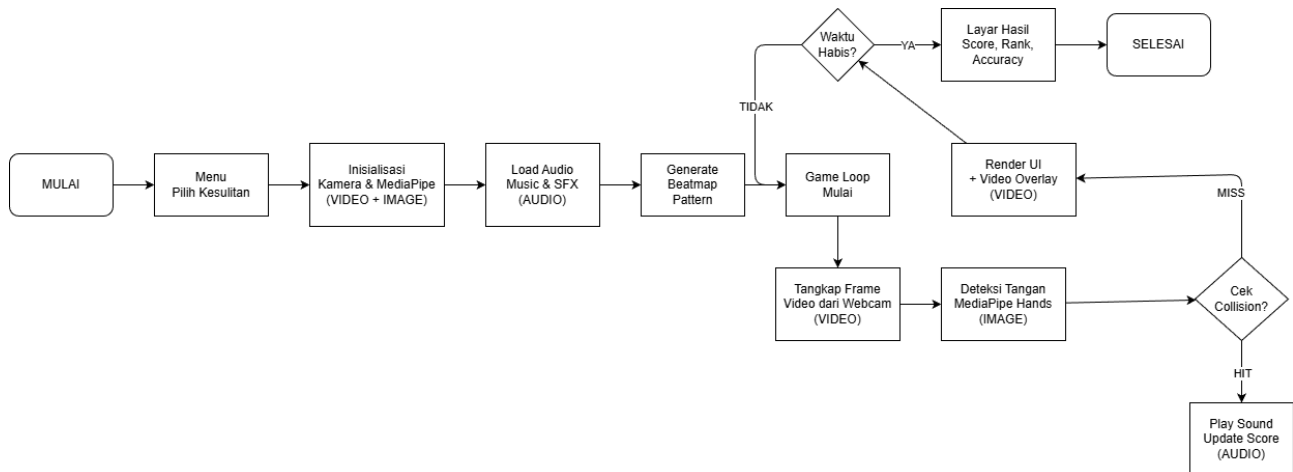 MULAI
Menu
Pilih Kesulitan
Inisialisasi
Kamera & MediaPipe
(VIDEO + IMAGE)
Load Audio
Music & SFX
(AUDIO)
Generate
Beatmap
Pattern
Game Loop
Mulai
Tangkap Frame
Video dari Webcam
(VIDEO)
Deteksi Tangan
MediaPipe Hands
(IMAGE)
Cek
Collision?
HIT
Play Sound
Update Score
(AUDIO)
MISS
Render UI
+ Video Overlay
(VIDEO)
Waktu
Habis?
TIDAK
YA
Layar Hasil
Score, Rank,
Accuracy
SELESAI